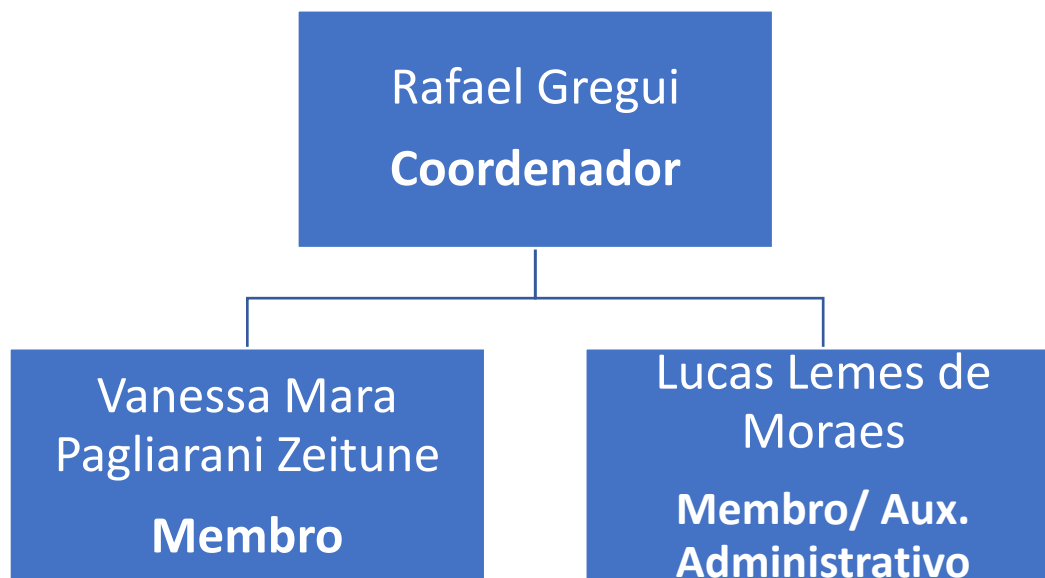 Rafael Gregui
Coordenador
Vanessa Mara
Pagliarani Zeitune
Membro
Lucas Lemes de
Moraes
Membro/ Aux.
Administrativo